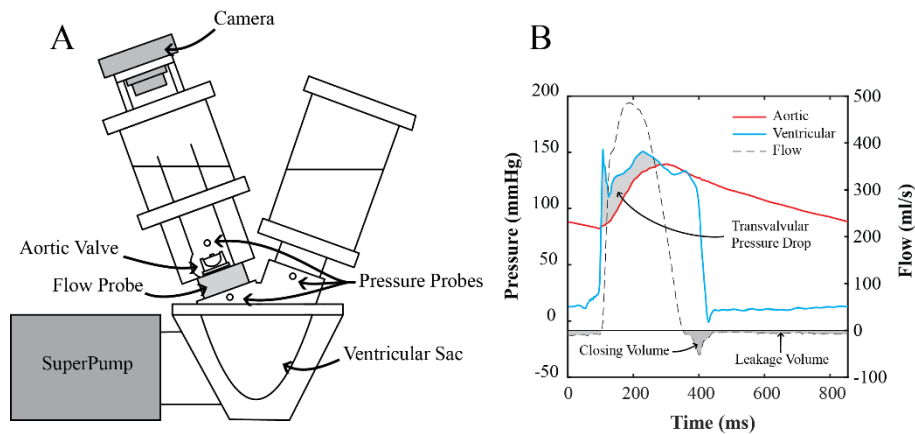 A
Camera
Aortic Valve
Flow Probe
Pressure Probes
SuperPump
Ventricular Sac
B
Pressure (mmHg)
200
150
100
50
0
-50
Aortic
Ventricular
Flow
Transvalvular
Pressure Drop
Closing Volume
Leakage Volume
500
400
300
200
100
0
-100
Flow (ml/s)
0
200
400
600
800
Time (ms)